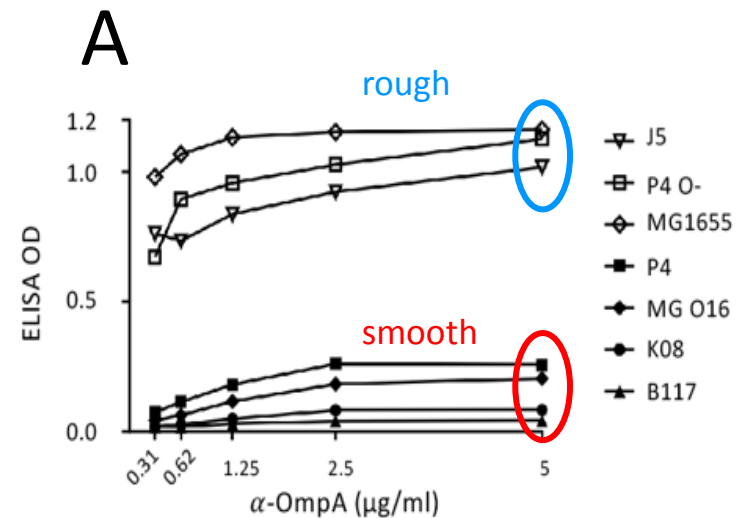 A
rough
1.2
1.0
0.5
0.0
ELISA OD
smooth
J5
P4 O-
MG1655
P4
MG O16
K08
B117
0.31
0.62
1.25
2.5
5
α-OmpA (μg/ml)